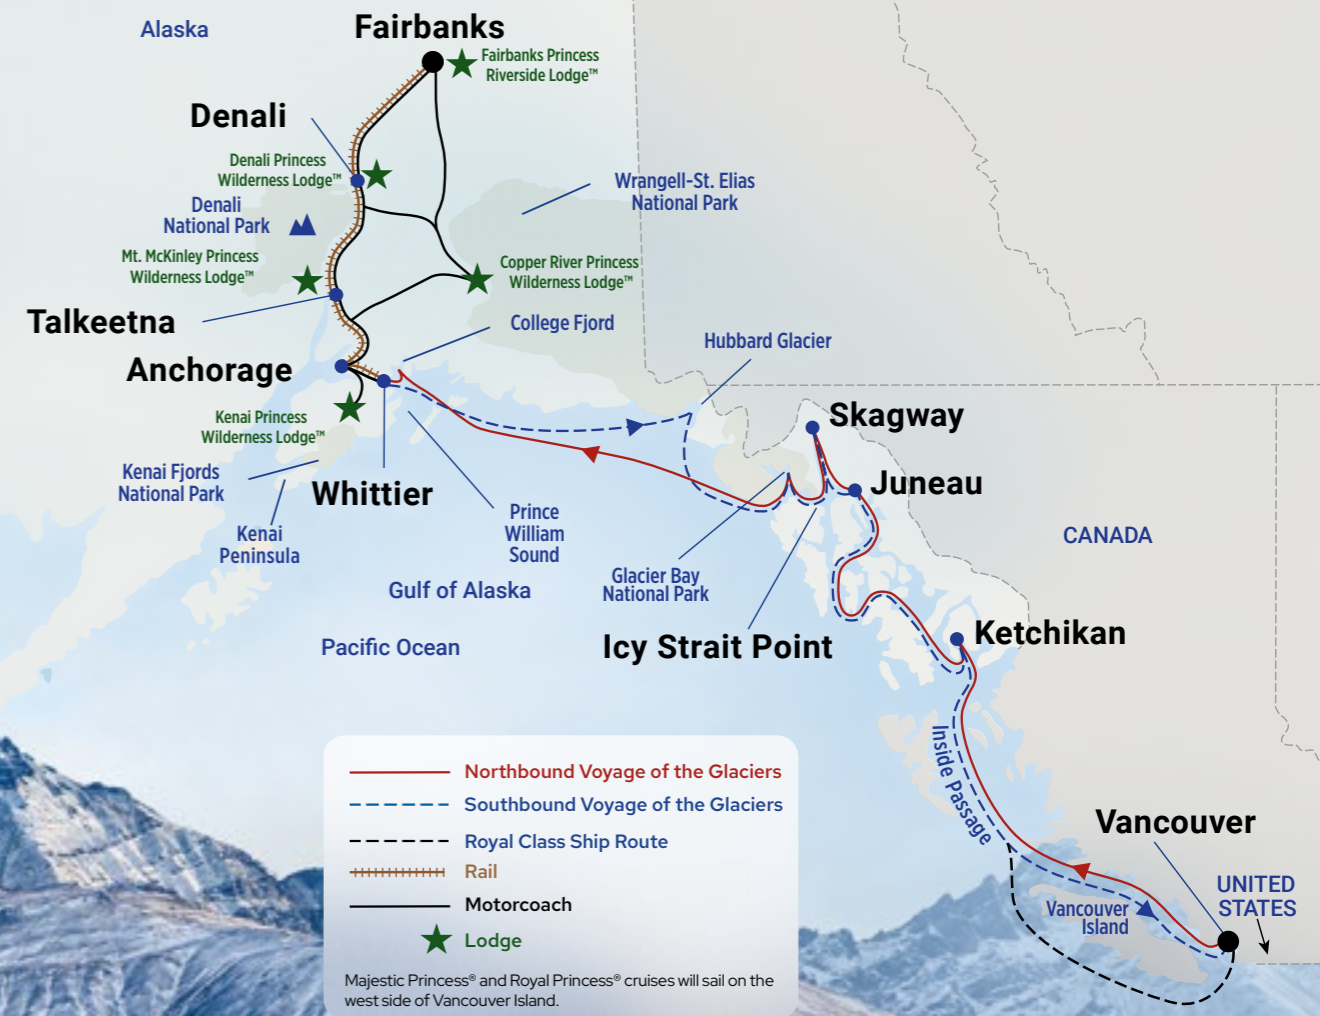 Alaska
Fairbanks
Fairbanks Princess
Riverside Lodge™
Denali
Denali Princess
Wilderness Lodge™
Denali
National Park
Wrangell-St. Elias
National Park
Mt. McKinley Princess
Wilderness Lodge™
Copper River Princess
Wilderness Lodge™
Talkeetna
College Fjord
Hubbard Glacier
Anchorage
Kenai Princess
Wilderness Lodge™
Skagway
Kenai Fjords
National Park
Whittier
Juneau
Kenai
Peninsula
Prince
William
Sound
CANADA
Gulf of Alaska
Glacier Bay
National Park
Pacific Ocean
Icy Strait Point
Ketchikan
Inside Passage
Northbound Voyage of the Glaciers
Southbound Voyage of the Glaciers
Royal Class Ship Route
Rail
Motorcoach
Lodge
Majestic Princess® and Royal Princess® cruises will sail on the
west side of Vancouver Island.
Vancouver
UNITED
STATES
Vancouver
Island